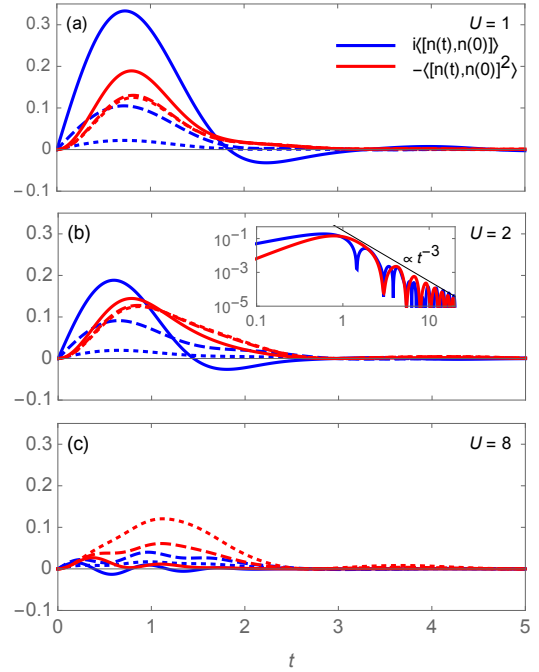 (a)
U = 1
i⟨[n(t),n(0)]⟩
−⟨[n(t),n(0)]²⟩
0.3
0.2
0.1
0
−0.1
(b)
U = 2
0.3
0.2
0.1
0
−0.1
10⁻¹
10⁻³
10⁻⁵
∝ t⁻³
0.1
1
10
(c)
U = 8
0.3
0.2
0.1
0
−0.1
0
1
2
3
4
5
t